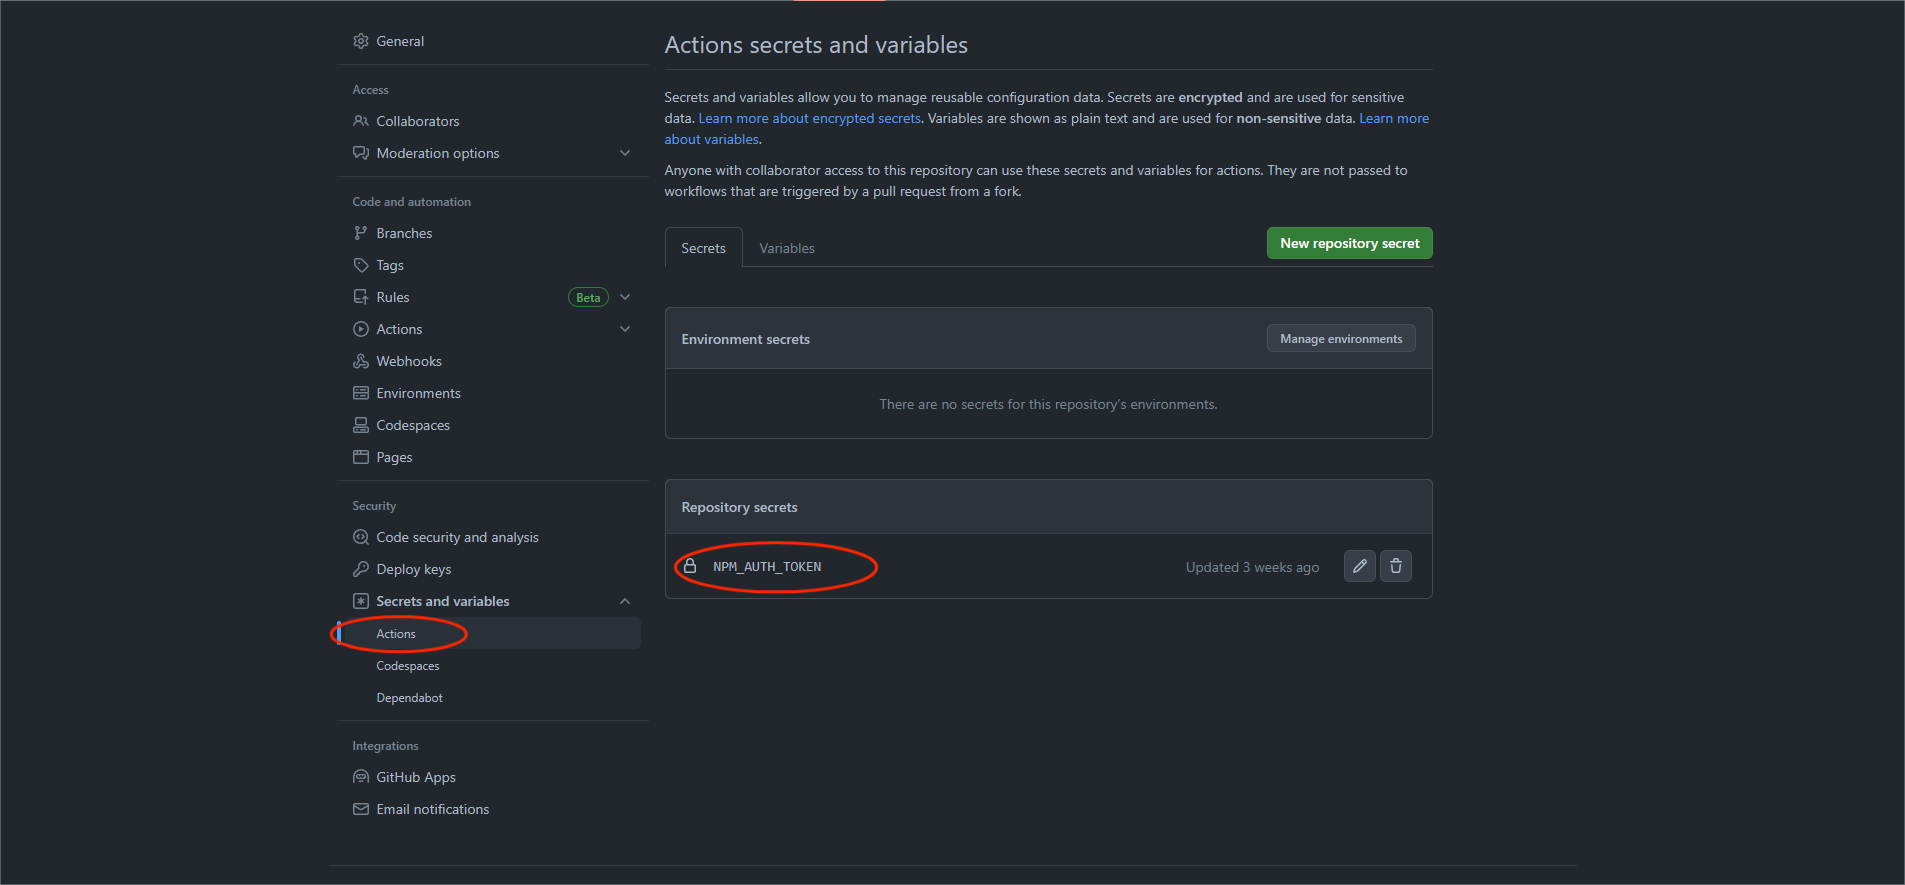 General
Access
Collaborators
Moderation options
Code and automation
Branches
Tags
Rules Beta
Actions
Webhooks
Environments
Codespaces
Pages
Security
Code security and analysis
Deploy keys
Secrets and variables
Actions
Codespaces
Dependabot
Integrations
GitHub Apps
Email notifications
Actions secrets and variables
Secrets and variables allow you to manage reusable configuration data. Secrets are encrypted and are used for sensitive
data. Learn more about encrypted secrets. Variables are shown as plain text and are used for non-sensitive data. Learn more
about variables.
Anyone with collaborator access to this repository can use these secrets and variables for actions. They are not passed to
workflows that are triggered by a pull request from a fork.
Secrets Variables New repository secret
Environment secrets Manage environments
There are no secrets for this repository's environments.
Repository secrets
NPM_AUTH_TOKEN Updated 3 weeks ago